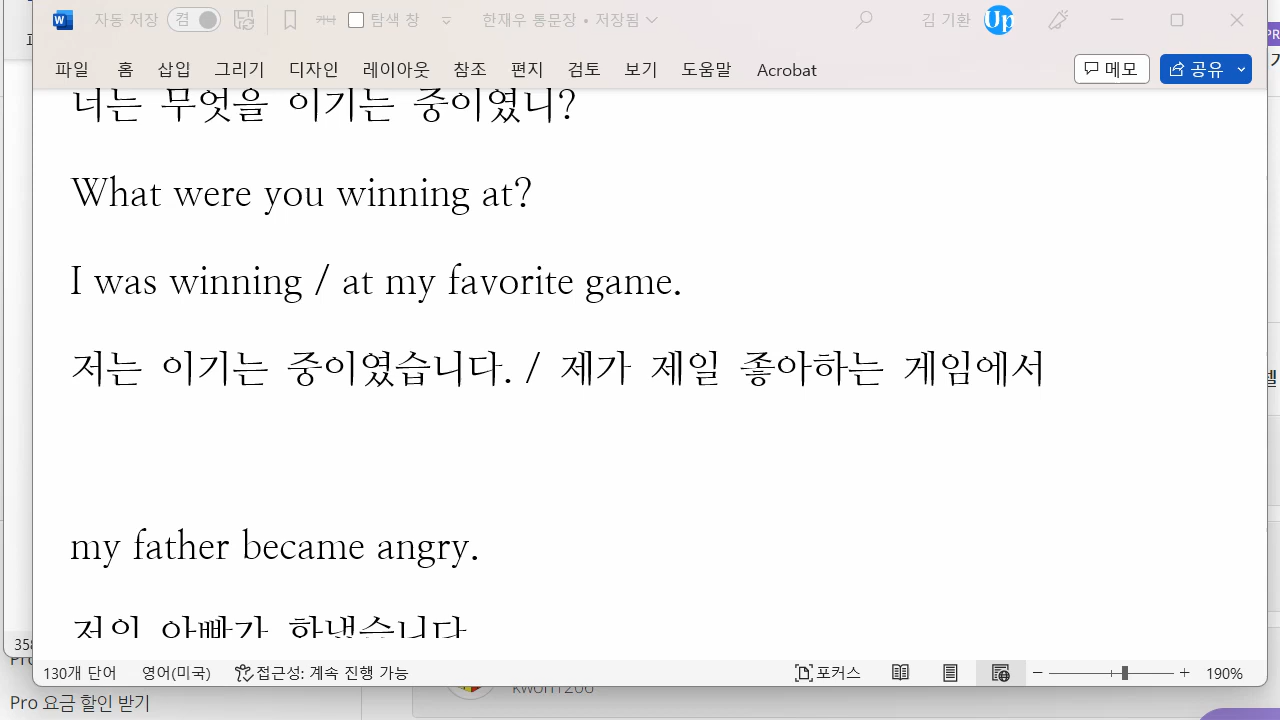 자동 저장 켬 가나 탐색 창 한재우 통문장 • 저장됨 김 기환 Up
파일 홈 삽입 그리기 디자인 레이아웃 참조 편지 검토 보기 도움말 Acrobat 메모 공유
너는 무엇을 이기는 중이였니?
What were you winning at?
I was winning / at my favorite game.
저는 이기는 중이였습니다. / 제가 제일 좋아하는 게임에서
my father became angry.
저의 아빠가 화냈습니다
130개 단어 영어(미국) 접근성: 계속 진행 가능 포커스 190%
Pro 요금 할인 받기